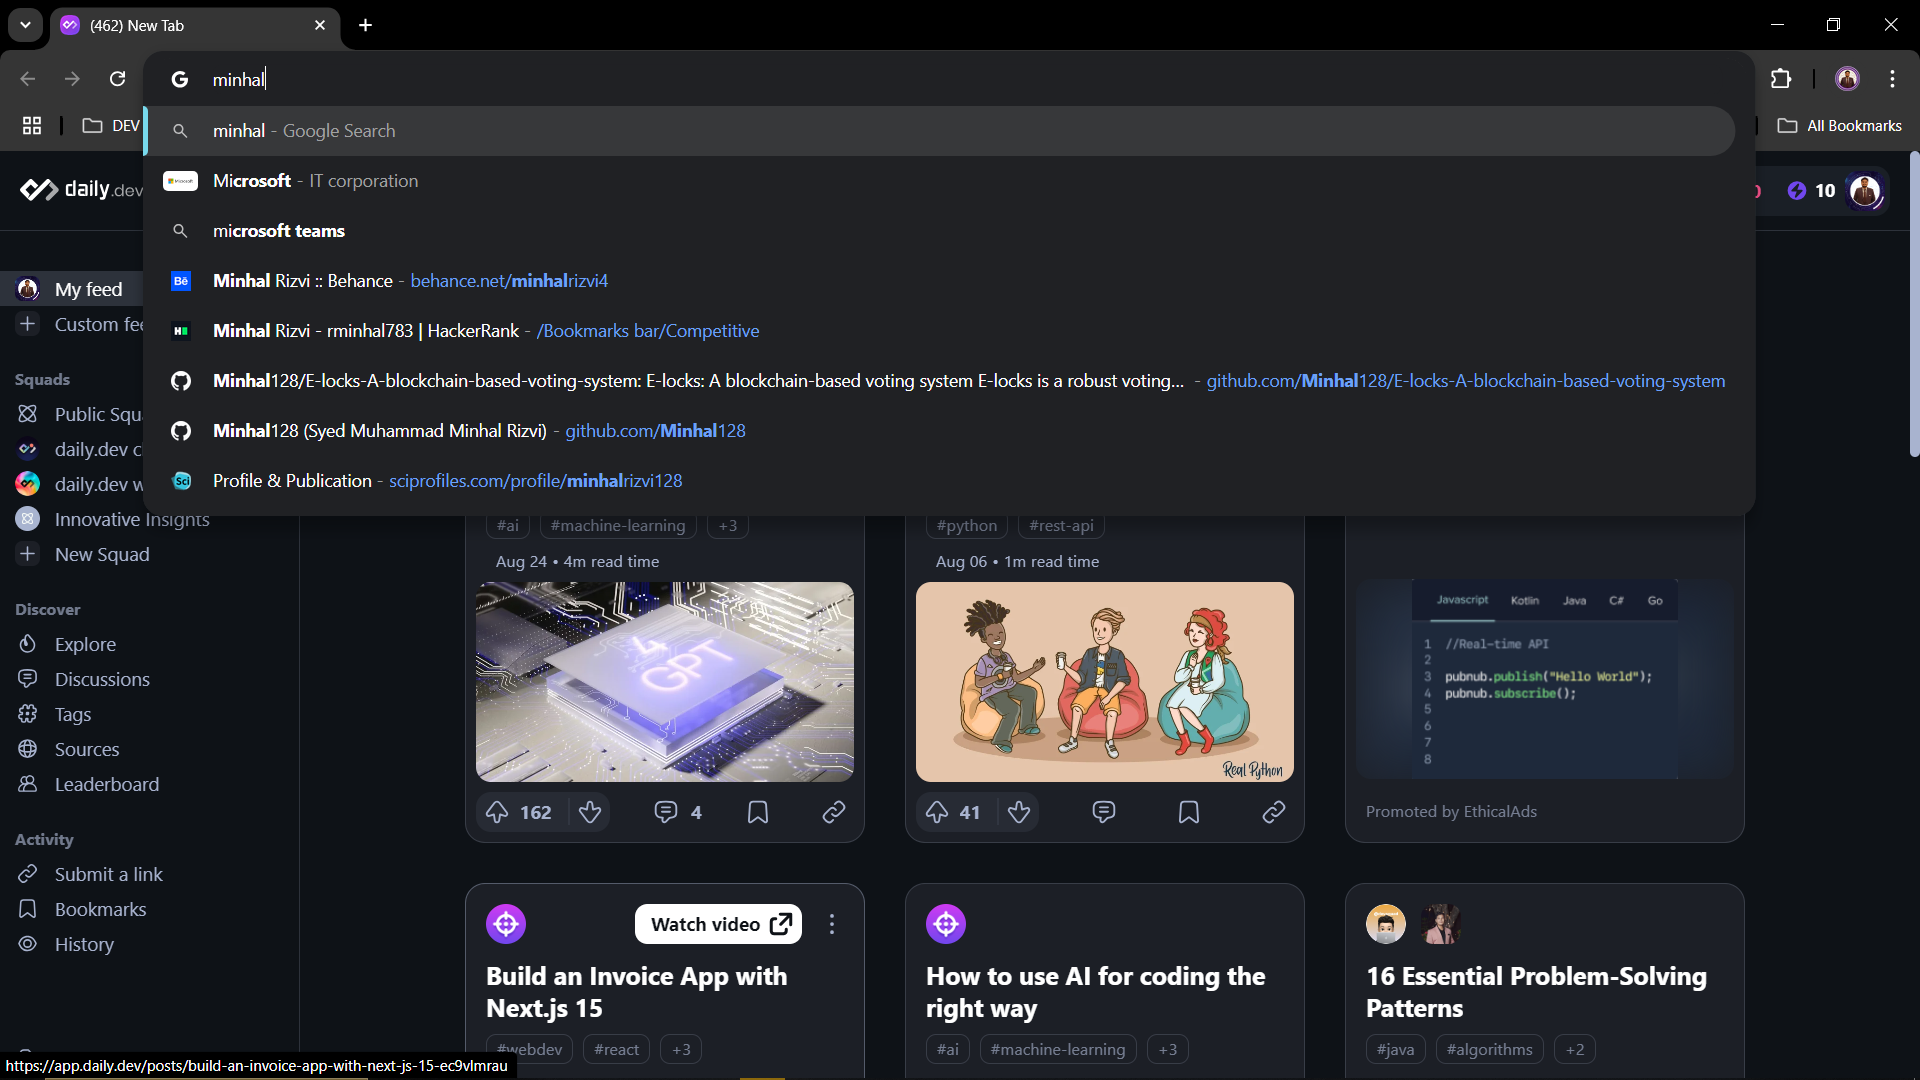 (462) New Tab
minhal
DEV
All Bookmarks
minhal - Google Search
Microsoft - IT corporation
microsoft teams
Minhal Rizvi :: Behance - behance.net/minhalrizvi4
Minhal Rizvi - rminhal783 | HackerRank - /Bookmarks bar/Competitive
Minhal128/E-locks-A-blockchain-based-voting-system: E-locks: A blockchain-based voting system E-locks is a robust voting... - github.com/Minhal128/E-locks-A-blockchain-based-voting-system
Minhal128 (Syed Muhammad Minhal Rizvi) - github.com/Minhal128
Profile & Publication - sciprofiles.com/profile/minhalrizvi128
daily.dev
10
My feed
Custom fee
Squads
Public Squa
daily.dev c
daily.dev w
Innovative Insights
New Squad
Discover
Explore
Discussions
Tags
Sources
Leaderboard
Activity
Submit a link
Bookmarks
History
#ai #machine-learning +3
Aug 24 • 4m read time
4
GPT
162 4
#python #rest-api
Aug 06 • 1m read time
Real Python
41
Javascript Kotlin Java C# Go
1 //Real-time API
2
3 pubnub.publish("Hello World");
4 pubnub.subscribe();
5
6
7
8
Promoted by EthicalAds
Watch video
Build an Invoice App with
Next.js 15
#webdev #react +3
How to use AI for coding the
right way
#ai #machine-learning +3
16 Essential Problem-Solving
Patterns
#java #algorithms +2
https://app.daily.dev/posts/build-an-invoice-app-with-next-js-15-ec9vlmrau